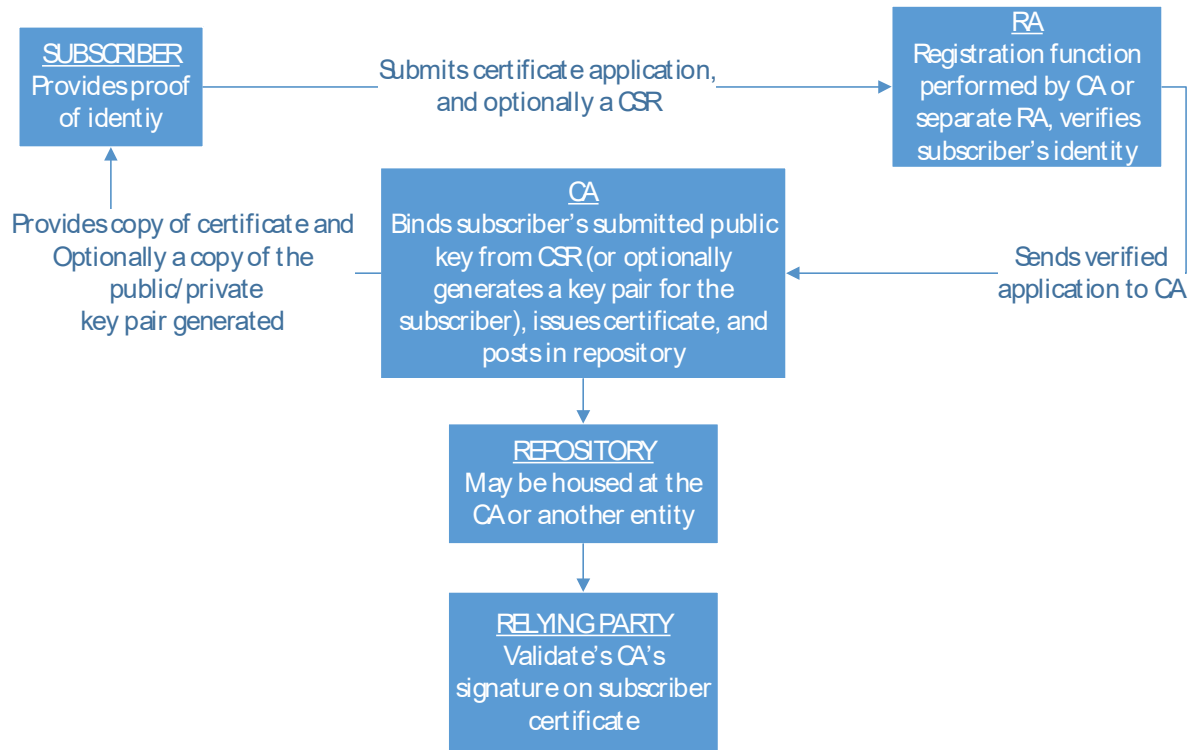 SUBSCRIBER
Provides proof
of identiy
Submits certificate application,
and optionally a CSR
RA
Registration function
performed by CA or
separate RA, verifies
subscriber’s identity
Provides copy of certificate and
Optionally a copy of the
public/private
key pair generated
CA
Binds subscriber’s submitted public
key from CSR (or optionally
generates a key pair for the
subscriber), issues certificate, and
posts in repository
Sends verified
application to CA
REPOSITORY
May be housed at the
CA or another entity
RELYING PARTY
Validate’s CA’s
signature on subscriber
certificate